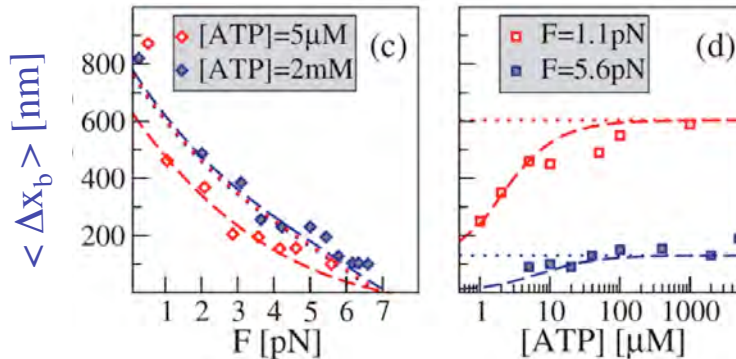 < Δx_b > [nm]
800
600
400
200
[ATP]=5μM
[ATP]=2mM
(c)
1 2 3 4 5 6 7
F [pN]
F=1.1pN
F=5.6pN
(d)
1 10 100 1000
[ATP] [μM]